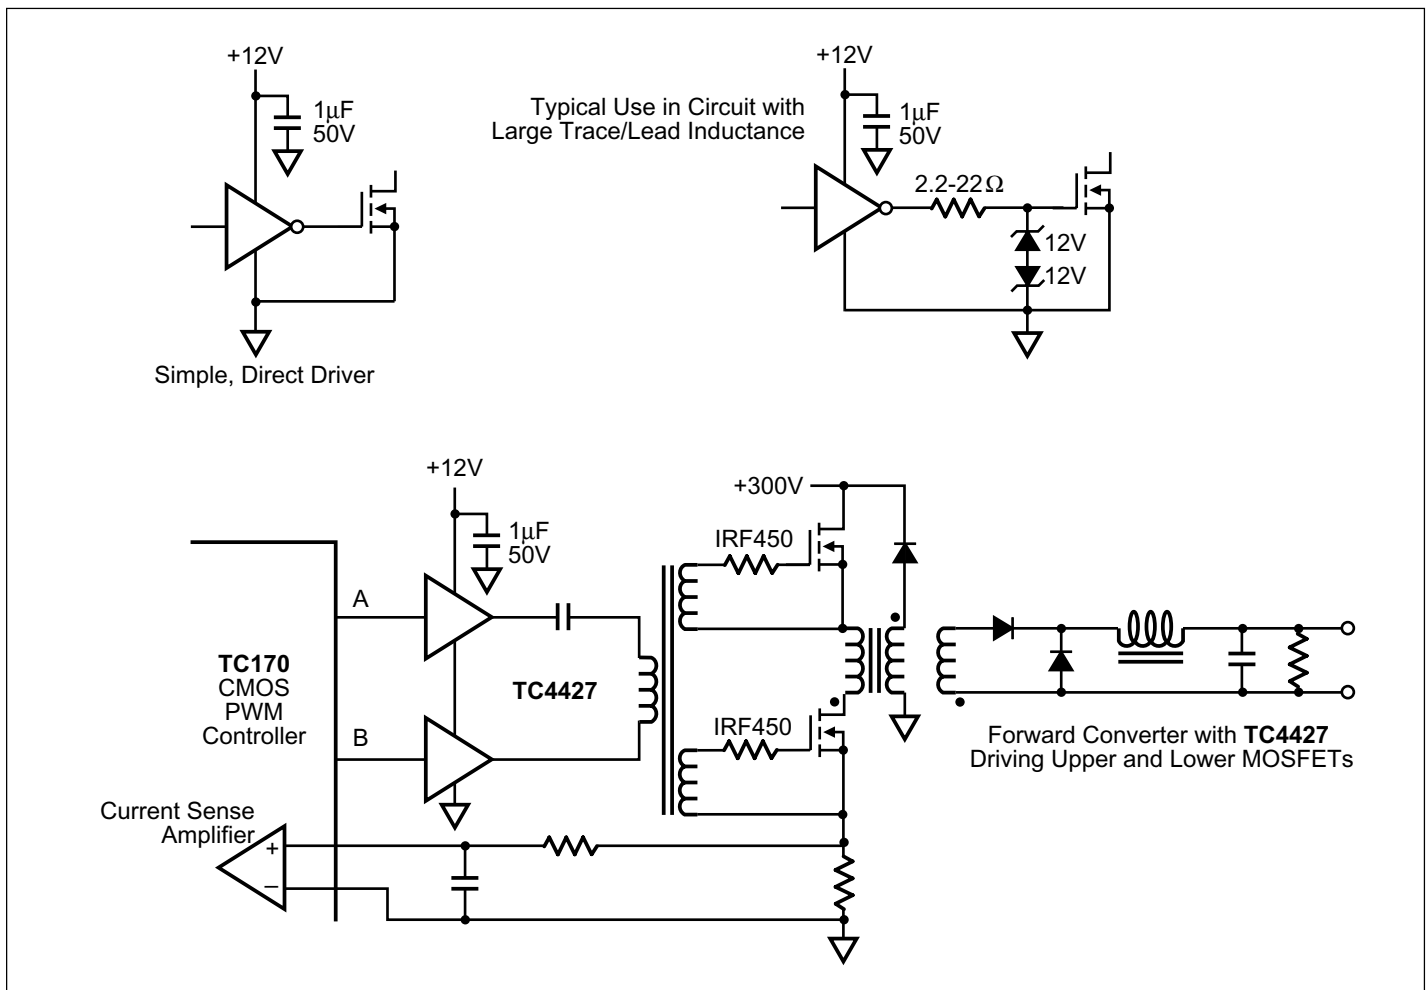 +12V
1μF
50V
Simple, Direct Driver
Typical Use in Circuit with
Large Trace/Lead Inductance
+12V
1μF
50V
2.2-22Ω
12V
12V
+12V
1μF
50V
A
B
TC170
CMOS
PWM
Controller
TC4427
Current Sense
Amplifier
+
–
+300V
IRF450
IRF450
Forward Converter with TC4427
Driving Upper and Lower MOSFETs